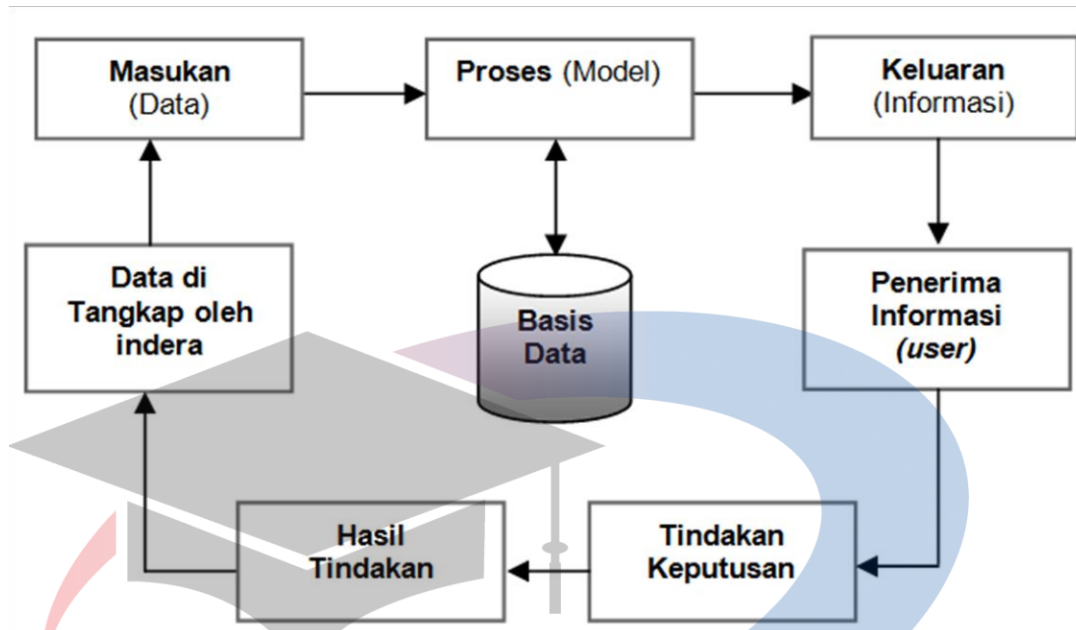 Masukan
(Data)
Proses (Model)
Keluaran
(Informasi)
Data di
Tangkap oleh
indera
Basis
Data
Penerima
Informasi
(user)
Hasil
Tindakan
Tindakan
Keputusan